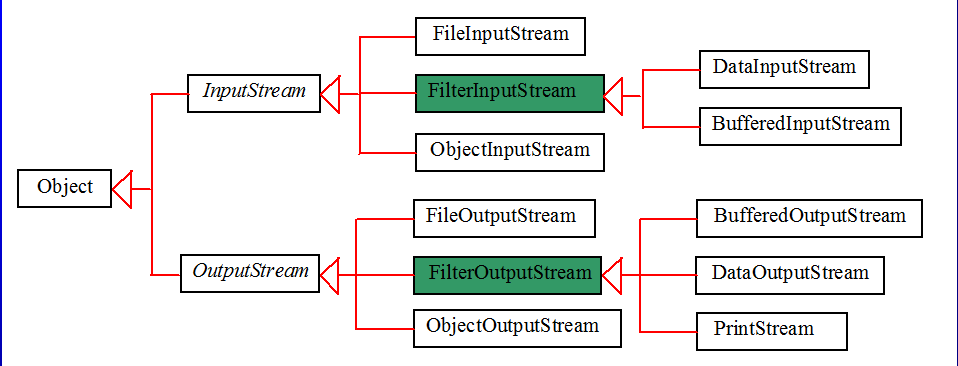 FileInputStream
InputStream
FilterInputStream
DataInputStream
BufferedInputStream
ObjectInputStream
Object
FileOutputStream
BufferedOutputStream
OutputStream
FilterOutputStream
DataOutputStream
ObjectOutputStream
PrintStream